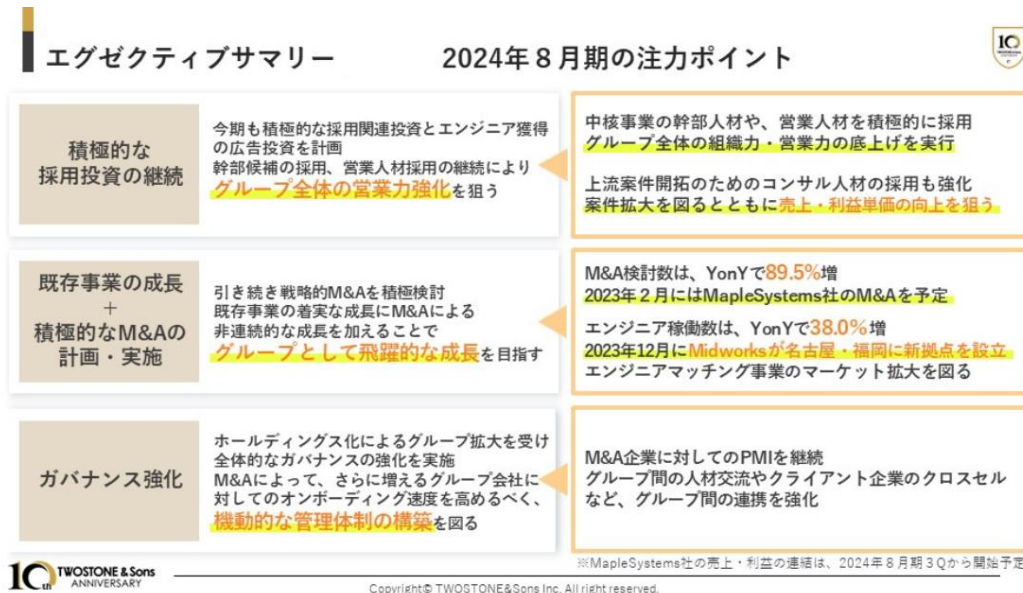 エグゼクティブサマリー
2024年８月期の注力ポイント
積極的な
採用投資の継続
今期も積極的な採用関連投資とエンジニア獲得
の広告投資を計画
幹部候補の採用、営業人材採用の継続により
グループ全体の営業力強化を狙う
中核事業の幹部人材や、営業人材を積極的に採用
グループ全体の組織力・営業力の底上げを実行
上流案件開拓のためのコンサル人材の採用も強化
案件拡大を図るとともに売上・利益単価の向上を狙う
既存事業の成長
＋
積極的なM&Aの
計画・実施
引き続き戦略的M&Aを積極検討
既存事業の着実な成長にM&Aによる
非連続的な成長を加えることで
グループとして飛躍的な成長を目指す
M&A検討数は、YonYで89.5%増
2023年２月にはMapleSystems社のM&Aを予定
エンジニア稼働数は、YonYで38.0%増
2023年12月にMidworksが名古屋・福岡に新拠点を設立
エンジニアマッチング事業のマーケット拡大を図る
ガバナンス強化
ホールディングス化によるグループ拡大を受け
全体的なガバナンスの強化を実施
M&Aによって、さらに増えるグループ会社に
対してのオンボーディング速度を高めるべく、
機動的な管理体制の構築を図る
M&A企業に対してのPMIを継続
グループ間の人材交流やクライアント企業のクロスセル
など、グループ間の連携を強化
※MapleSystems社の売上・利益の連結は、2024年８月期３Qから開始予定
10th TWOSTONE & Sons
ANNIVERSARY
Copyright© TWOSTONE&Sons Inc. All right reserved.
10